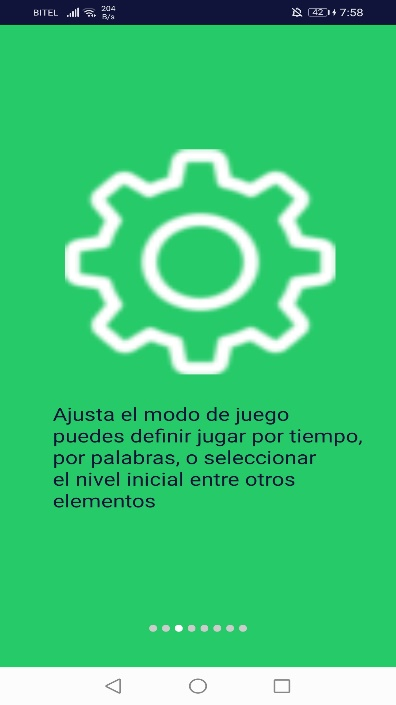 BITEL 204 B/s 42 7:58
Ajusta el modo de juego
puedes definir jugar por tiempo,
por palabras, o seleccionar
el nivel inicial entre otros
elementos